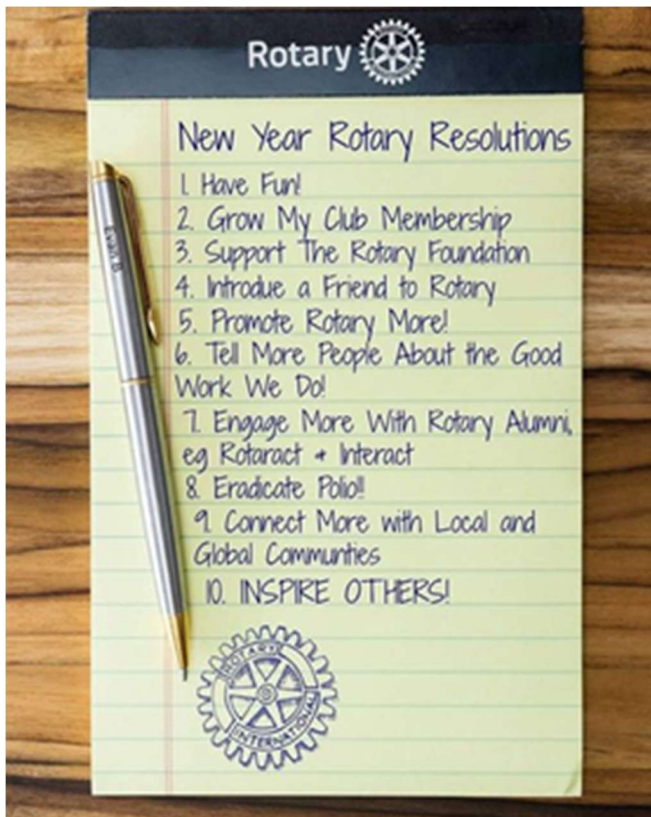 Rotary
New Year Rotary Resolutions
1. Have Fun!
2. Grow My Club Membership
3. Support The Rotary Foundation
4. Introdue a Friend to Rotary
5. Promote Rotary More!
6. Tell More People About the Good
Work We Do!
7. Engage More With Rotary Alumni,
eg Rotaract + Interact
8. Eradicate Polio!!
9. Connect More with Local and
Global Communties
10. INSPIRE OTHERS!
Evan B
ROTARY
INTERNATIONAL